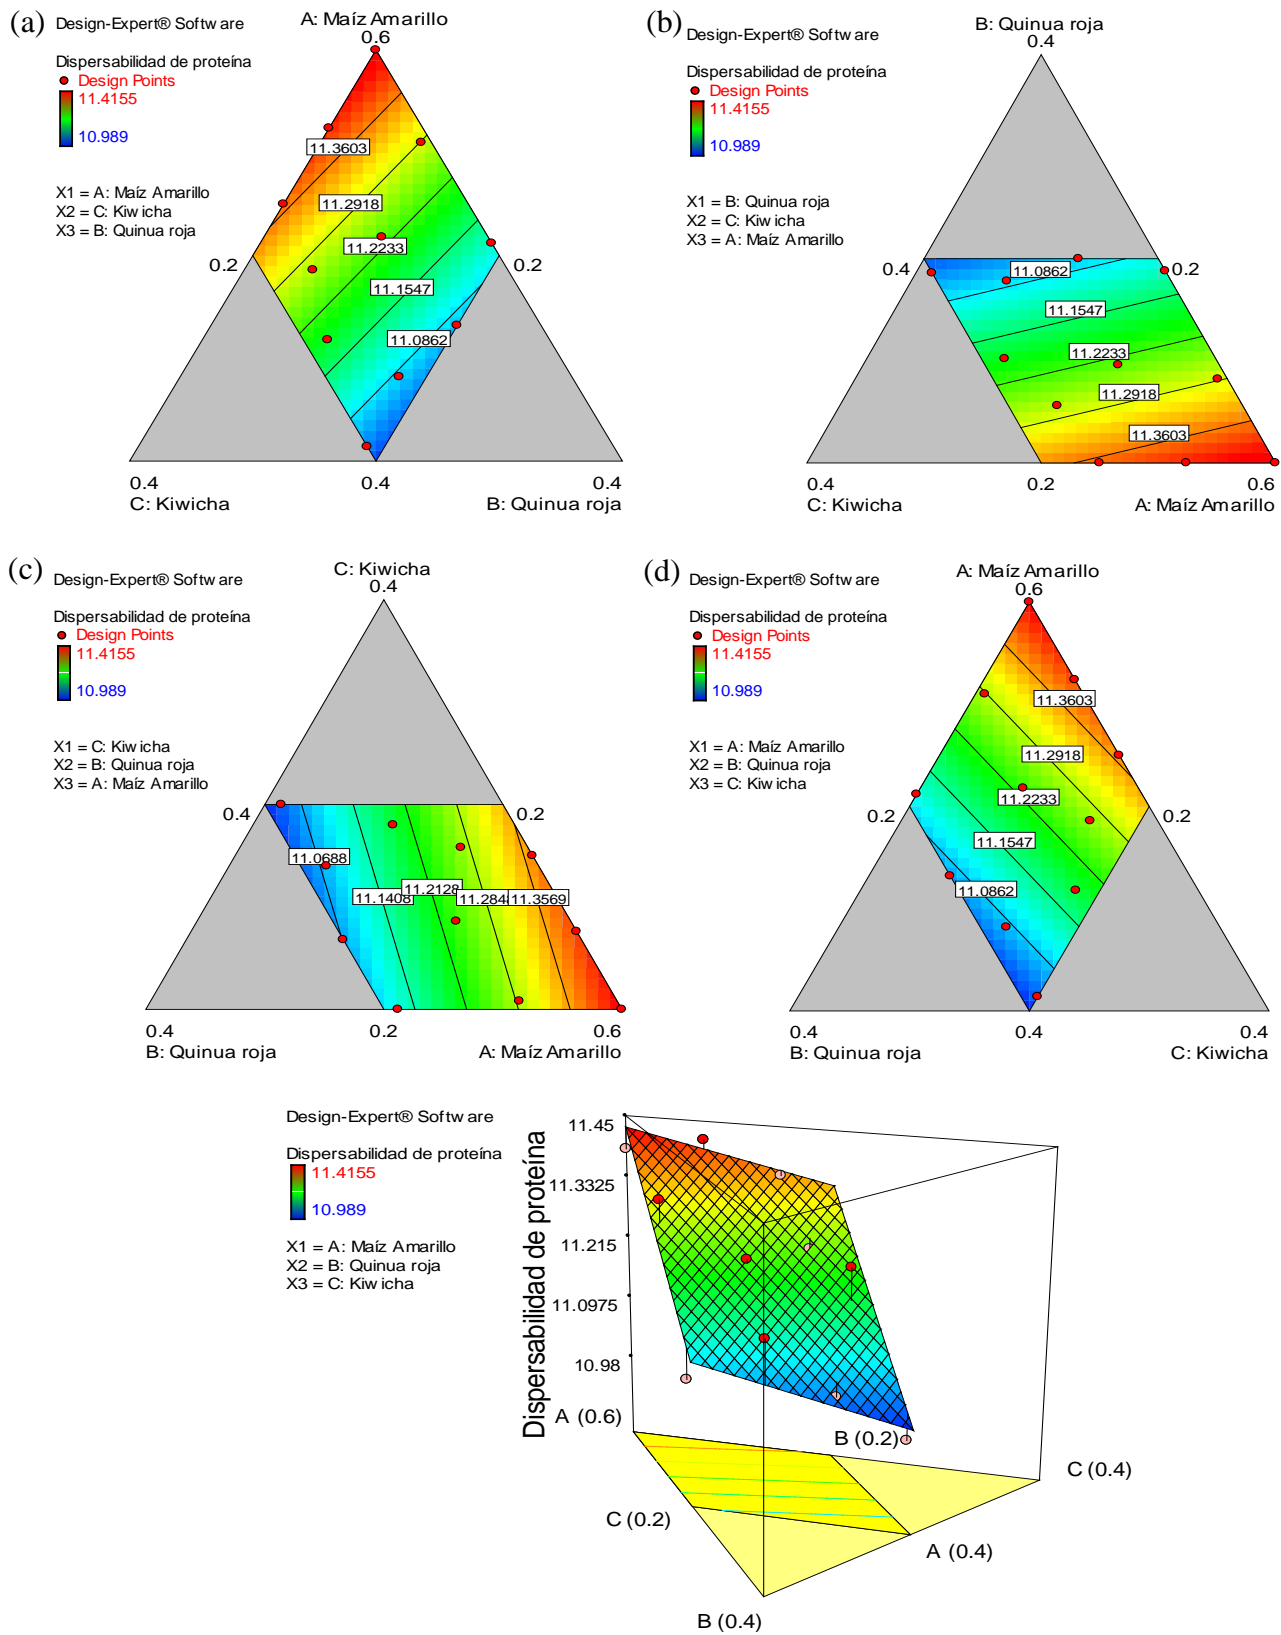 (a)
Design-Expert® Software
Dispersabilidad de proteína
Design Points
11.4155
10.989
X1 = A: Maíz Amarillo
X2 = C: Kiwicha
X3 = B: Quinua roja
A: Maíz Amarillo
0.6
11.3603
11.2918
11.2233
0.2
0.2
11.1547
11.0862
0.4
0.4
0.4
C: Kiwicha
B: Quinua roja
(b)
Design-Expert® Software
Dispersabilidad de proteína
Design Points
11.4155
10.989
X1 = B: Quinua roja
X2 = C: Kiwicha
X3 = A: Maíz Amarillo
B: Quinua roja
0.4
0.4
11.0862
0.2
11.1547
11.2233
11.2918
11.3603
0.4
0.2
0.6
C: Kiwicha
A: Maíz Amarillo
(c)
Design-Expert® Software
Dispersabilidad de proteína
Design Points
11.4155
10.989
X1 = C: Kiwicha
X2 = B: Quinua roja
X3 = A: Maíz Amarillo
C: Kiwicha
0.4
0.4
0.2
11.0688
11.1408
11.2128
11.284
11.3569
0.4
0.2
0.6
B: Quinua roja
A: Maíz Amarillo
(d)
Design-Expert® Software
Dispersabilidad de proteína
Design Points
11.4155
10.989
X1 = A: Maíz Amarillo
X2 = B: Quinua roja
X3 = C: Kiwicha
A: Maíz Amarillo
0.6
11.3603
11.2918
11.2233
0.2
0.2
11.1547
11.0862
0.4
0.4
0.4
B: Quinua roja
C: Kiwicha
Design-Expert® Software
Dispersabilidad de proteína
11.4155
10.989
X1 = A: Maíz Amarillo
X2 = B: Quinua roja
X3 = C: Kiwicha
Dispersabilidad de proteína
11.45
11.3325
11.215
11.0975
10.98
A (0.6)
B (0.2)
C (0.4)
C (0.2)
A (0.4)
B (0.4)